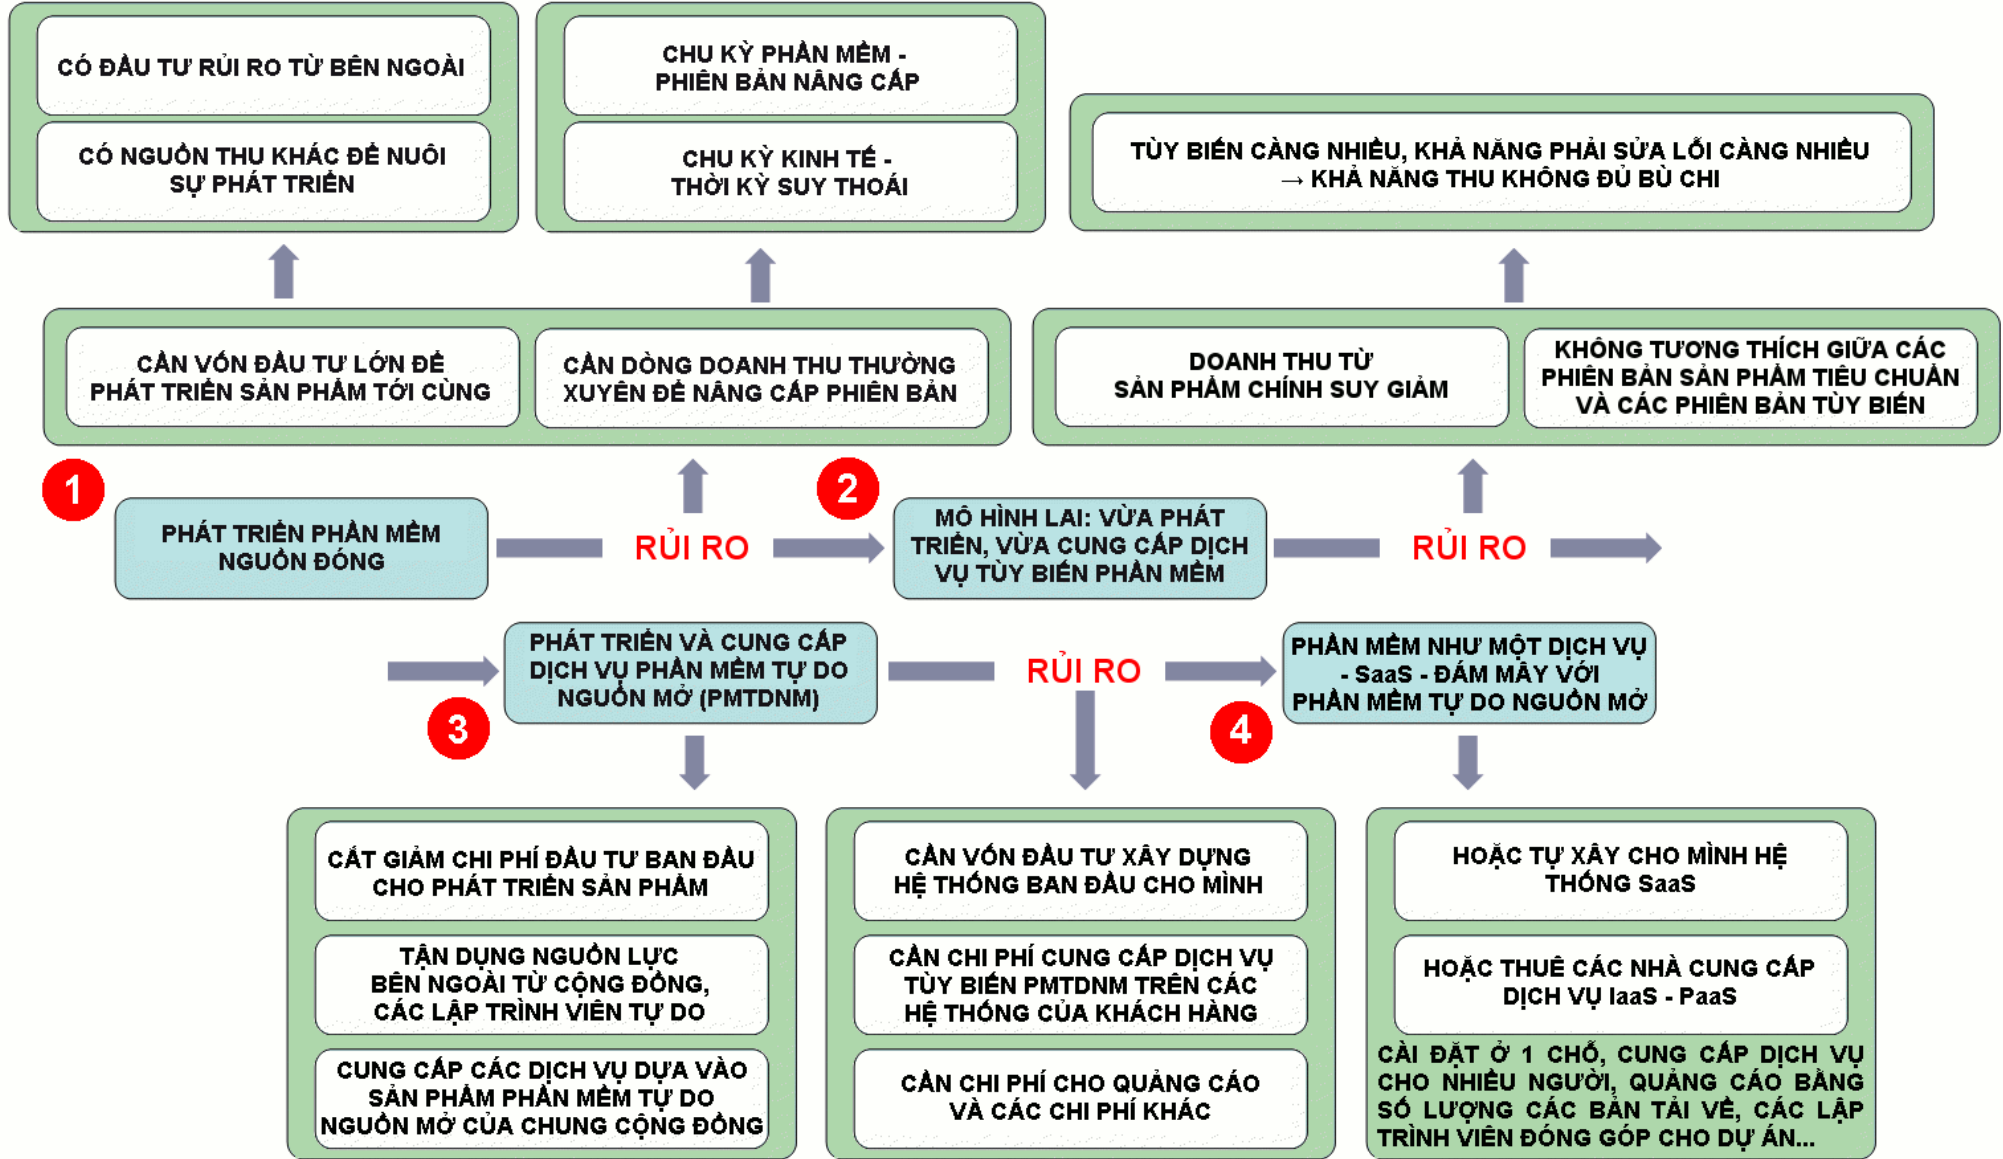 CÓ ĐẦU TƯ RỦI RO TỪ BÊN NGOÀI
CÓ NGUỒN THU KHÁC ĐỂ NUÔI
SỰ PHÁT TRIỂN
CHU KỲ PHẦN MỀM -
PHIÊN BẢN NÂNG CẤP
CHU KỲ KINH TẾ -
THỜI KỲ SUY THOÁI
TÙY BIẾN CÀNG NHIỀU, KHẢ NĂNG PHẢI SỬA LỖI CÀNG NHIỀU
→ KHẢ NĂNG THU KHÔNG ĐỦ BÙ CHI
CẦN VỐN ĐẦU TƯ LỚN ĐỂ
PHÁT TRIỂN SẢN PHẨM TỚI CÙNG
CẦN DÒNG DOANH THU THƯỜNG
XUYÊN ĐỂ NÂNG CẤP PHIÊN BẢN
DOANH THU TỪ
SẢN PHẨM CHÍNH SUY GIẢM
KHÔNG TƯƠNG THÍCH GIỮA CÁC
PHIÊN BẢN SẢN PHẨM TIÊU CHUẨN
VÀ CÁC PHIÊN BẢN TÙY BIẾN
1
PHÁT TRIỂN PHẦN MỀM
NGUỒN ĐÓNG
RỦI RO
2
MÔ HÌNH LAI: VỪA PHÁT
TRIỂN, VỪA CUNG CẤP DỊCH
VỤ TÙY BIẾN PHẦN MỀM
RỦI RO
3
PHÁT TRIỂN VÀ CUNG CẤP
DỊCH VỤ PHẦN MỀM TỰ DO
NGUỒN MỞ (PMTDNM)
RỦI RO
4
PHẦN MỀM NHƯ MỘT DỊCH VỤ
- SaaS - ĐÁM MÂY VỚI
PHẦN MỀM TỰ DO NGUỒN MỞ
CẮT GIẢM CHI PHÍ ĐẦU TƯ BAN ĐẦU
CHO PHÁT TRIỂN SẢN PHẨM
TẬN DỤNG NGUỒN LỰC
BÊN NGOÀI TỪ CỘNG ĐỒNG,
CÁC LẬP TRÌNH VIÊN TỰ DO
CUNG CẤP CÁC DỊCH VỤ DỰA VÀO
SẢN PHẨM PHẦN MỀM TỰ DO
NGUỒN MỞ CỦA CHUNG CỘNG ĐỒNG
CẦN VỐN ĐẦU TƯ XÂY DỰNG
HỆ THỐNG BAN ĐẦU CHO MÌNH
CẦN CHI PHÍ CUNG CẤP DỊCH VỤ
TÙY BIẾN PMTDNM TRÊN CÁC
HỆ THỐNG CỦA KHÁCH HÀNG
CẦN CHI PHÍ CHO QUẢNG CÁO
VÀ CÁC CHI PHÍ KHÁC
HOẶC TỰ XÂY CHO MÌNH HỆ
THỐNG SaaS
HOẶC THUÊ CÁC NHÀ CUNG CẤP
DỊCH VỤ IaaS - PaaS
CÀI ĐẶT Ở 1 CHỖ, CUNG CẤP DỊCH VỤ
CHO NHIỀU NGƯỜI, QUẢNG CÁO BẰNG
SỐ LƯỢNG CÁC BẢN TẢI VỀ, CÁC LẬP
TRÌNH VIÊN ĐÓNG GÓP CHO DỰ ÁN...